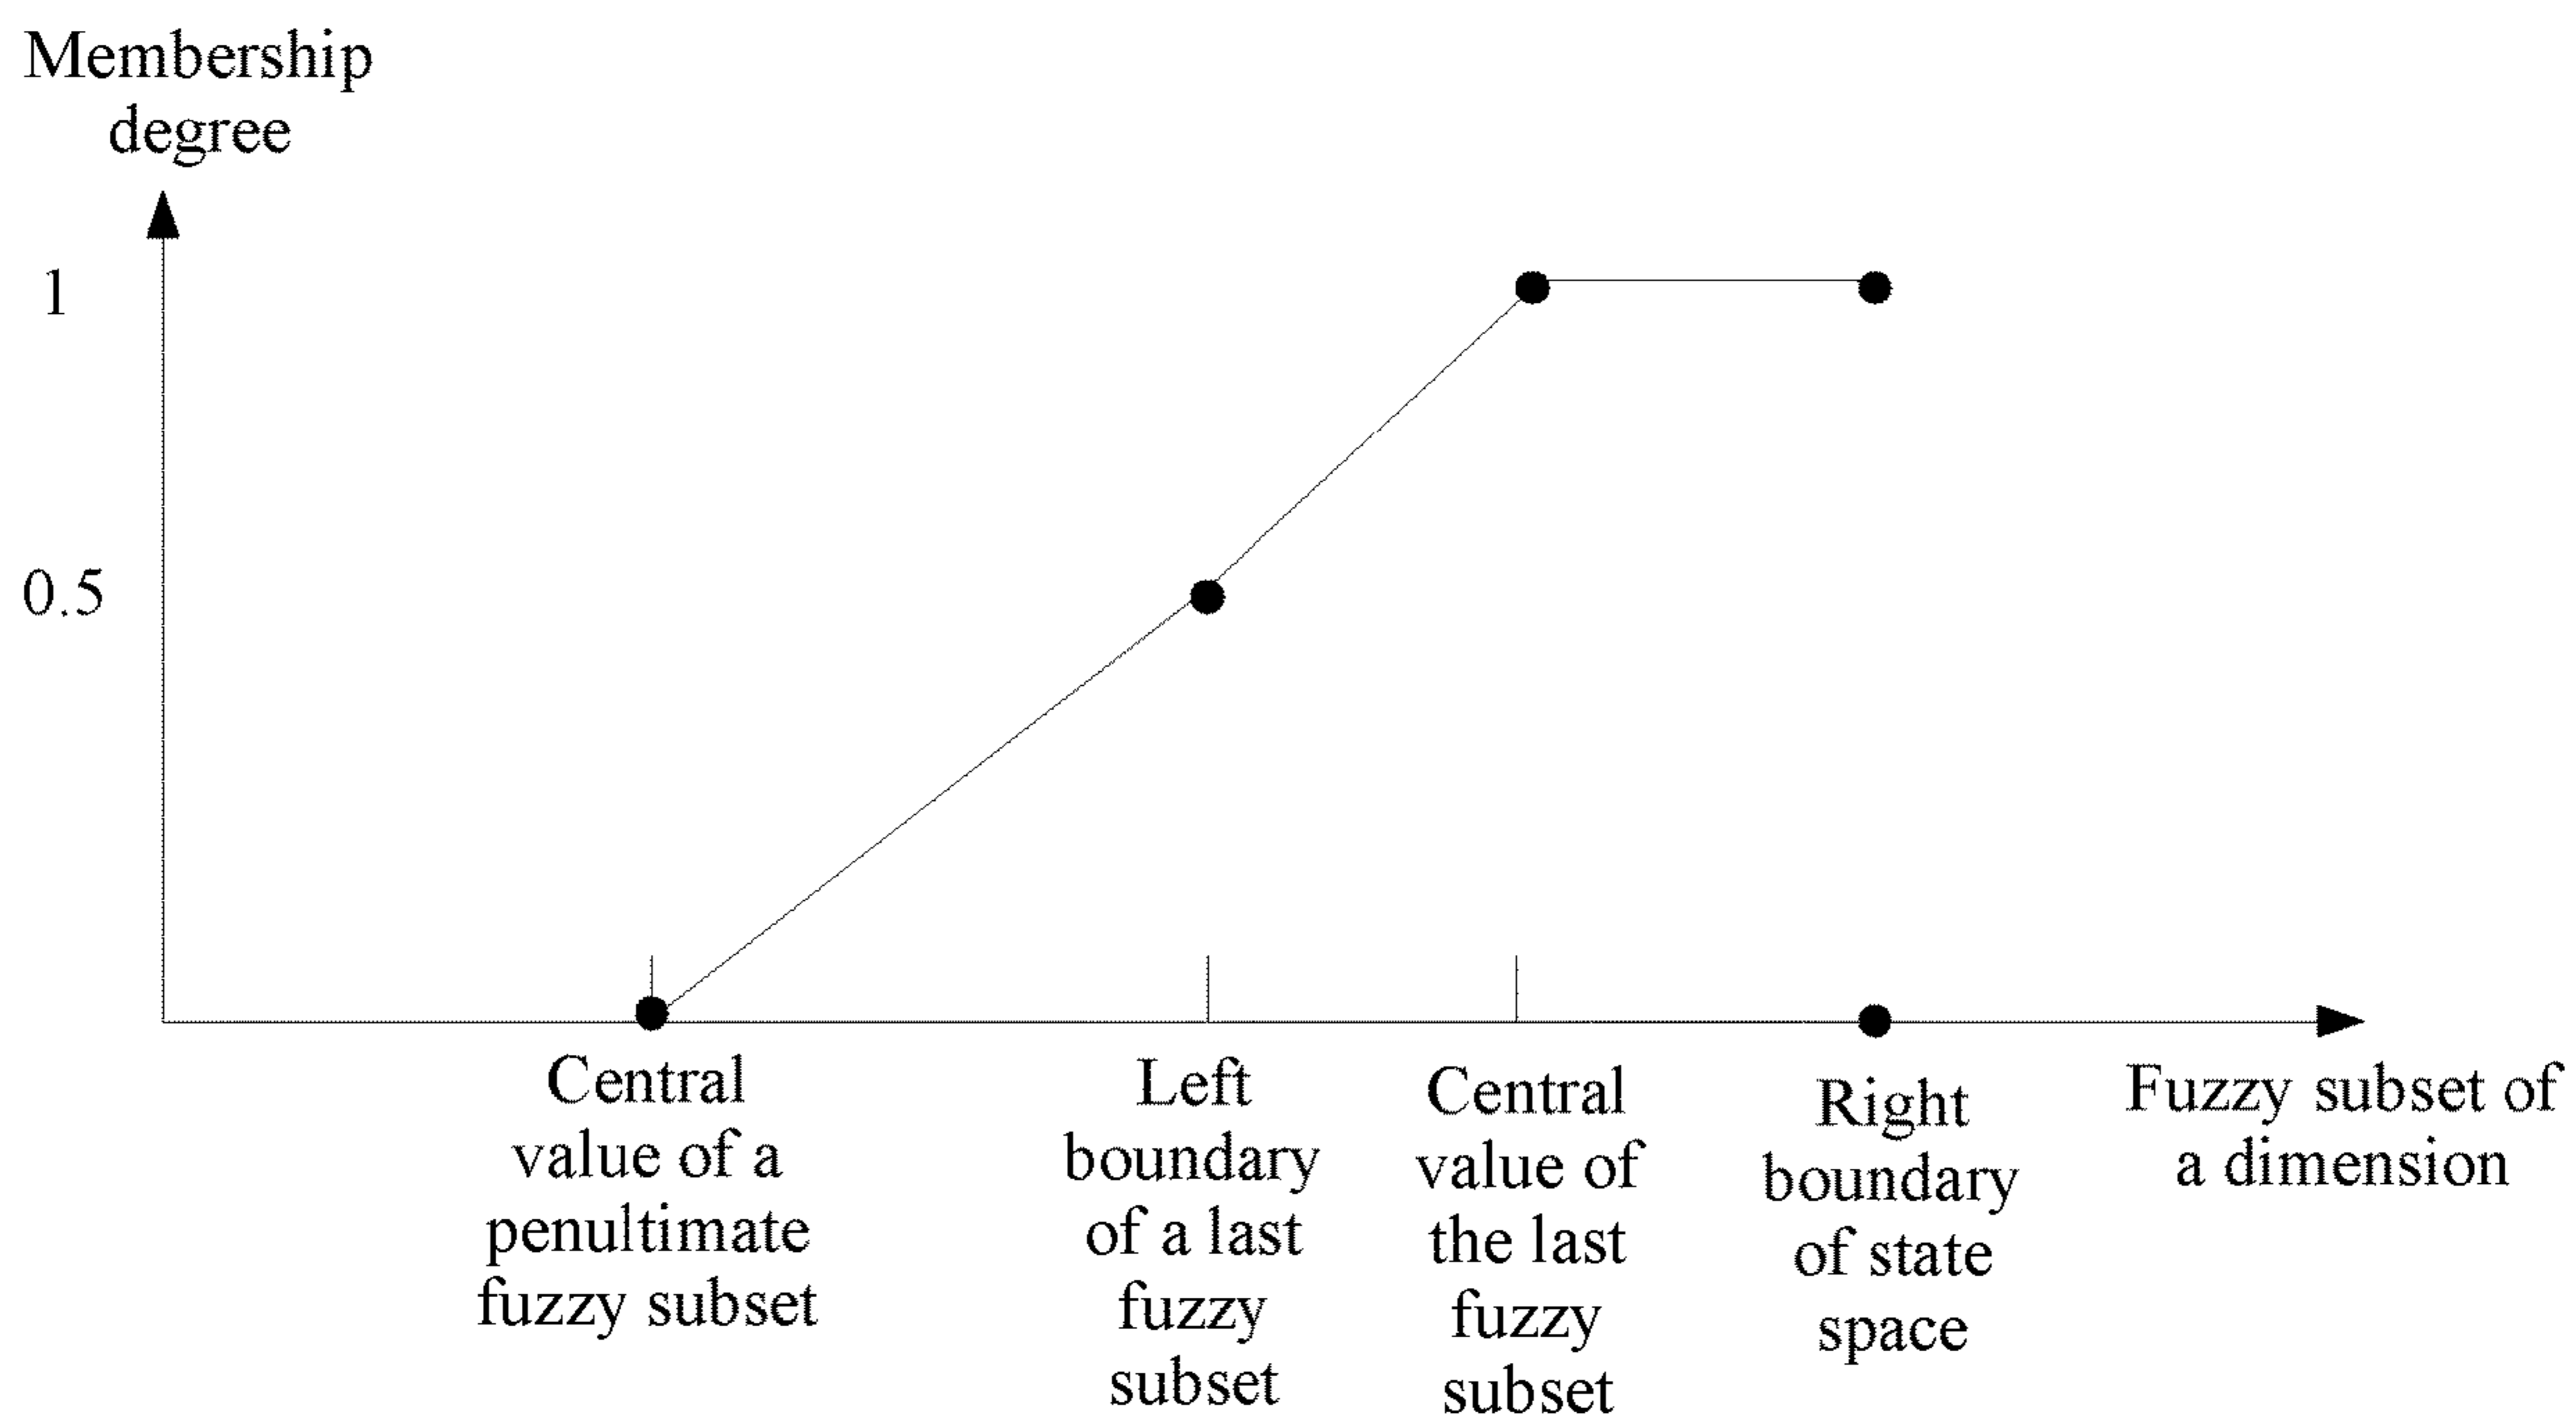 Membership
degree
1
0.5
Central
value of a
penultimate
fuzzy subset
Left
boundary
of a last
fuzzy
subset
Central
value of
the last
fuzzy
subset
Right
boundary
of state
space
Fuzzy subset of
a dimension